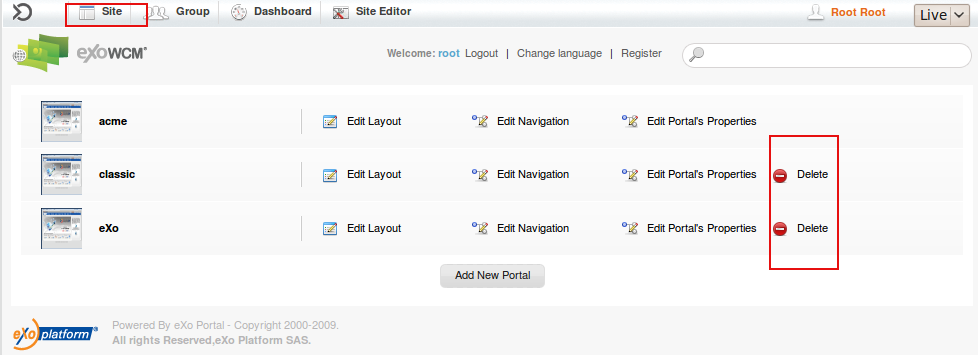 Site Group Dashboard Site Editor Root Root Live
eXoWCM® Welcome: root Logout | Change language | Register
acme Edit Layout Edit Navigation Edit Portal's Properties
classic Edit Layout Edit Navigation Edit Portal's Properties Delete
eXo Edit Layout Edit Navigation Edit Portal's Properties Delete
Add New Portal
eXo platform® Powered By eXo Portal - Copyright 2000-2009.
All rights Reserved,eXo Platform SAS.